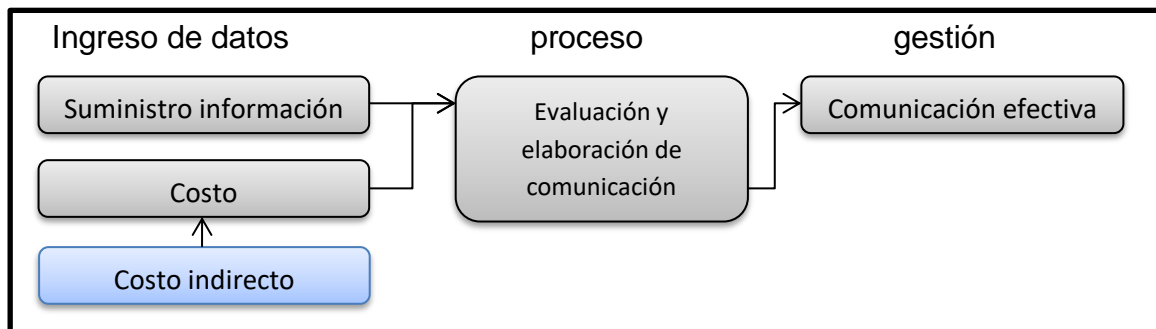 Ingreso de datos
proceso
gestión
Suministro información
Evaluación y
elaboración de
comunicación
Comunicación efectiva
Costo
Costo indirecto